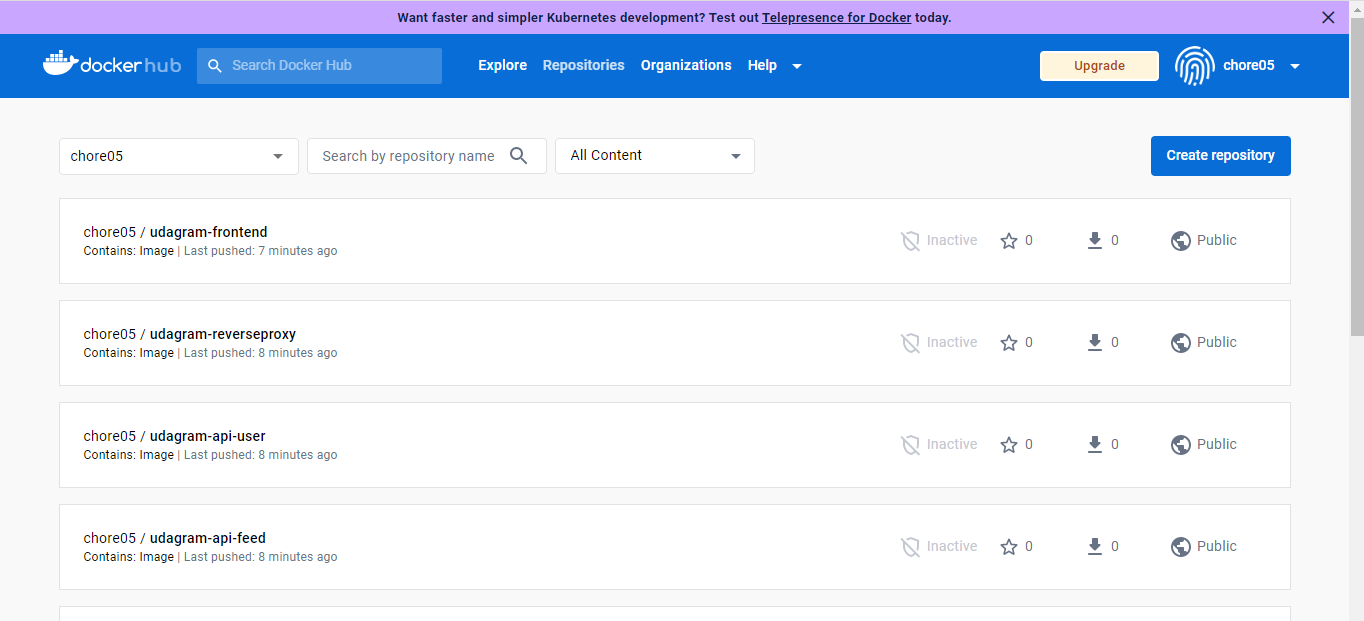 Want faster and simpler Kubernetes development? Test out Telepresence for Docker today.
docker hub Search Docker Hub Explore Repositories Organizations Help Upgrade chore05
chore05 Search by repository name All Content Create repository
chore05 / udagram-frontend
Contains: Image | Last pushed: 7 minutes ago
Inactive 0 0 Public
chore05 / udagram-reverseproxy
Contains: Image | Last pushed: 8 minutes ago
Inactive 0 0 Public
chore05 / udagram-api-user
Contains: Image | Last pushed: 8 minutes ago
Inactive 0 0 Public
chore05 / udagram-api-feed
Contains: Image | Last pushed: 8 minutes ago
Inactive 0 0 Public